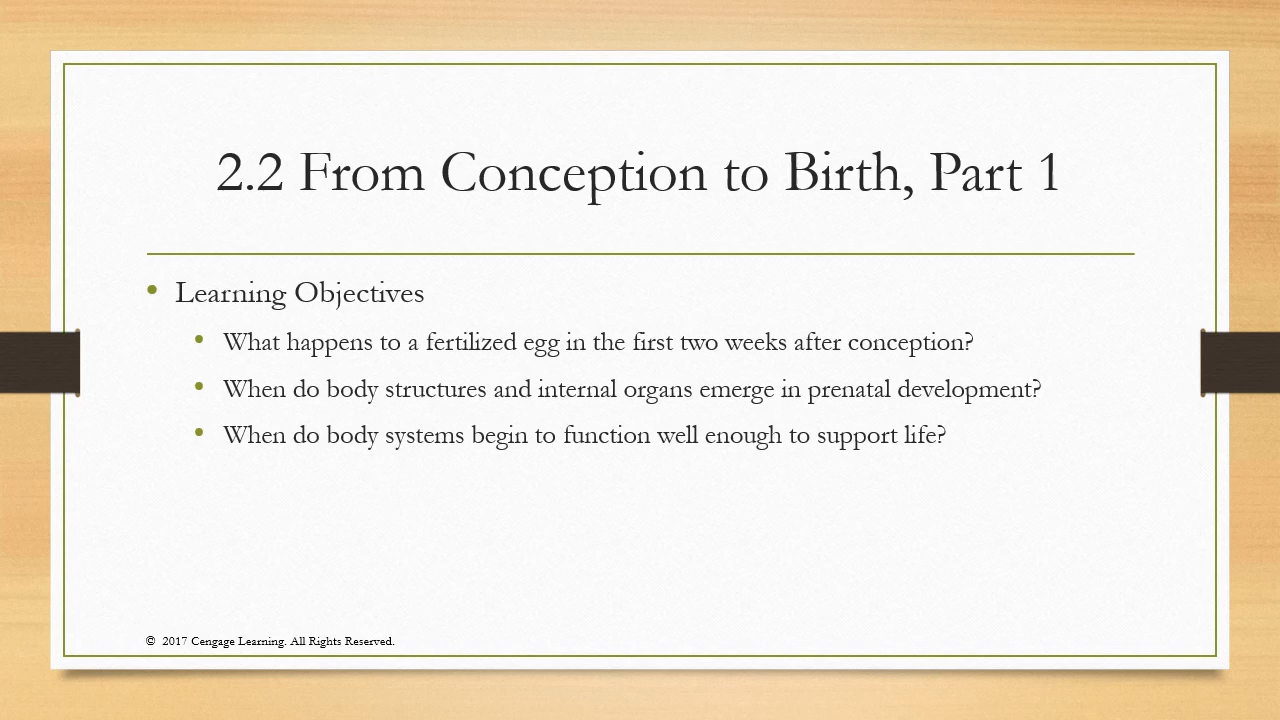 2.2 From Conception to Birth, Part 1
• Learning Objectives
• What happens to a fertilized egg in the first two weeks after conception?
• When do body structures and internal organs emerge in prenatal development?
• When do body systems begin to function well enough to support life?
© 2017 Cengage Learning. All Rights Reserved.